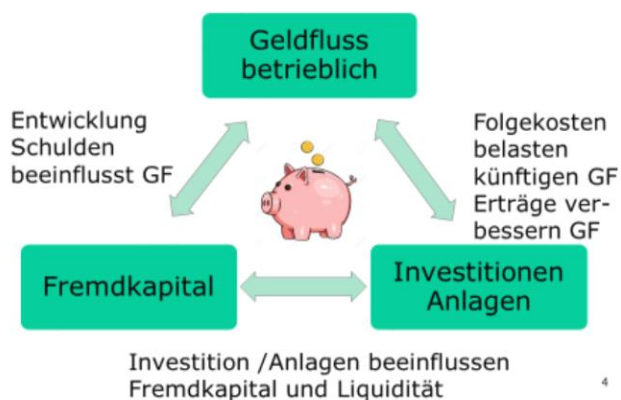 Geldfluss
betrieblich
Entwicklung
Schulden
beeinflusst GF
Folgekosten
belasten
künftigen GF
Erträge ver-
bessern GF
Fremdkapital
Investitionen
Anlagen
Investition /Anlagen beeinflussen
Fremdkapital und Liquidität
4